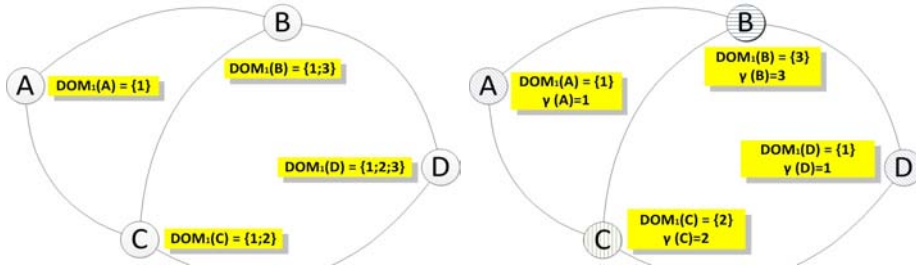 B
DOM₁(B) = {1;3}
A
DOM₁(A) = {1}
DOM₁(D) = {1;2;3}
D
C
DOM₁(C) = {1;2}
B
DOM₁(B) = {3}
γ (B)=3
A
DOM₁(A) = {1}
γ (A)=1
DOM₁(D) = {1}
γ (D)=1
D
C
DOM₁(C) = {2}
γ (C)=2